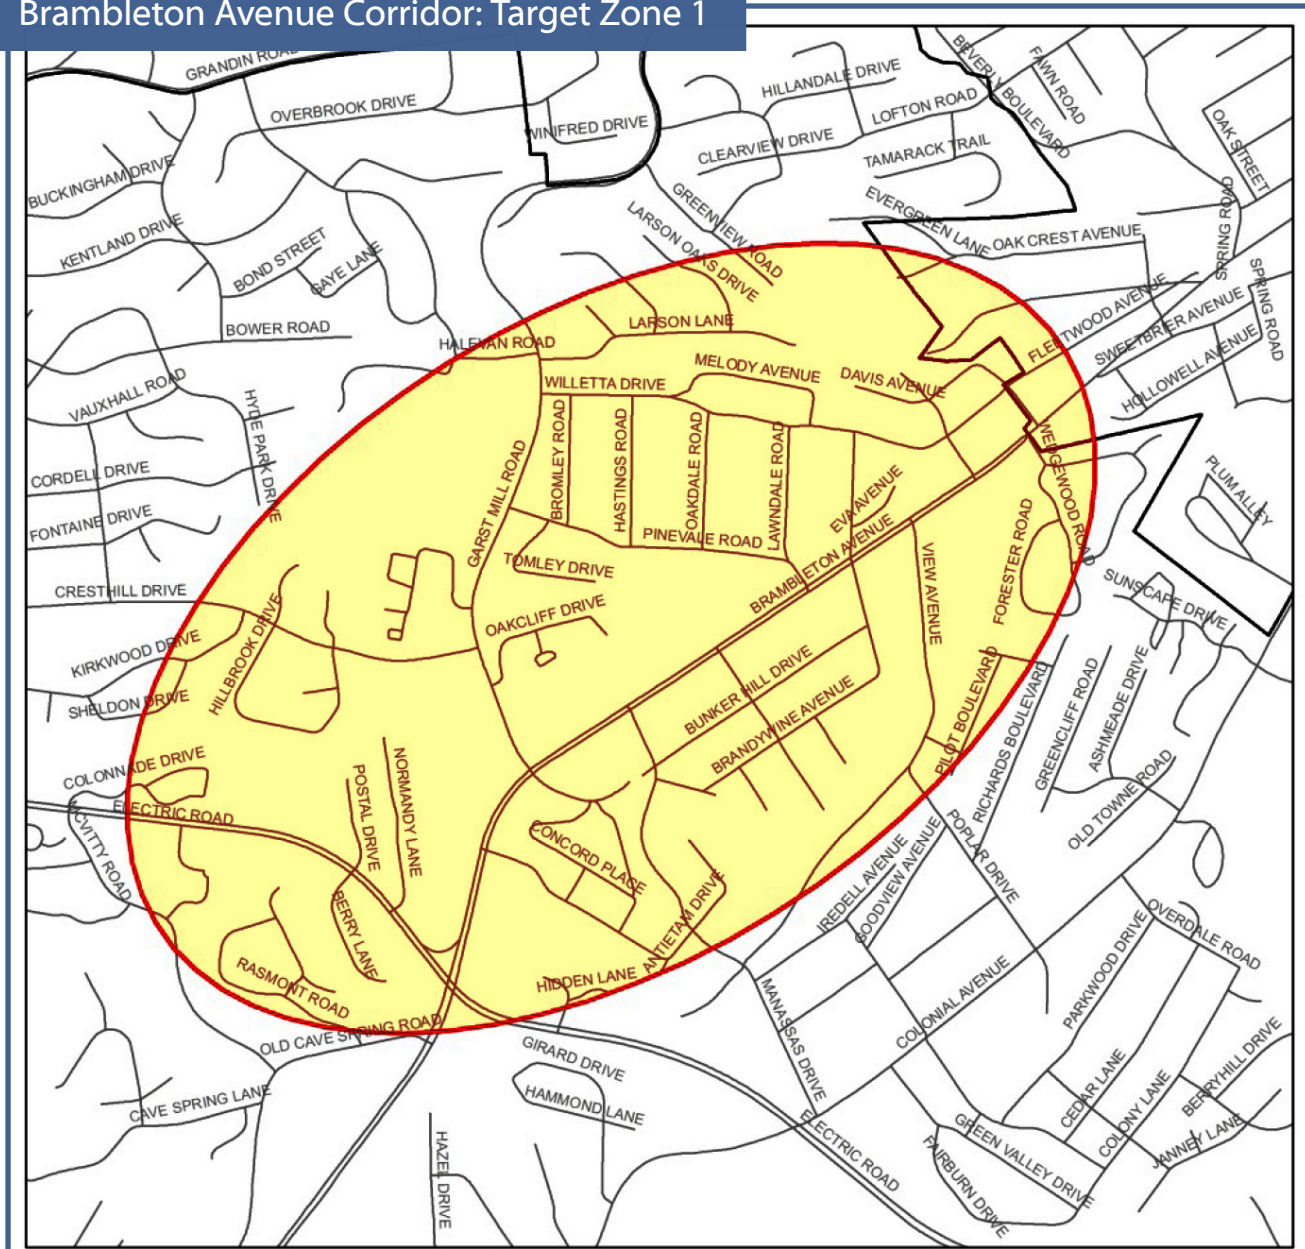 Brambleton Avenue Corridor: Target Zone 1
GRANDIN ROAD
OVERBROOK DRIVE
WINIFRED DRIVE
HILLANDALE DRIVE
BEVERLY BOULEVARD
FAWN ROAD
LOFTON ROAD
CLEARVIEW DRIVE
TAMARACK TRAIL
OAK STREET
BUCKINGHAM DRIVE
KENTLAND DRIVE
BOND STREET
GAYE LANE
GREENVIEW ROAD
LARSON OAKS DRIVE
EVERGREEN LANE
OAK CREST AVENUE
SPRING ROAD
SPRING ROAD
BOWER ROAD
HALEVAN ROAD
LARSON LANE
FLEETWOOD AVENUE
SWEETBRIER AVENUE
HOLLOWELL AVENUE
VAUXHALL ROAD
HYDE PARK DRIVE
WILLETTA DRIVE
MELODY AVENUE
DAVIS AVENUE
CORDELL DRIVE
FONTAINE DRIVE
GARST MILL ROAD
BROMLEY ROAD
HASTINGS ROAD
OAKDALE ROAD
LAWNDALE ROAD
EVA AVENUE
WEDGEWOOD ROAD
PLUM ALLEY
PINEVALE ROAD
TOMLEY DRIVE
BRAMBLETON AVENUE
VIEW AVENUE
FORESTER ROAD
SUNSCAPE DRIVE
CRESTHILL DRIVE
OAKCLIFF DRIVE
KIRKWOOD DRIVE
HILLBROOK DRIVE
SHELDON DRIVE
BUNKER HILL DRIVE
BRANDYWINE AVENUE
PILOT BOULEVARD
RICHARDS BOULEVARD
GREENCLIFF ROAD
ASHMEADE DRIVE
OLD TOWNE ROAD
COLONNADE DRIVE
ELECTRIC ROAD
MCVITTY ROAD
POSTAL DRIVE
NORMANDY LANE
CONCORD PLACE
POPLAR DRIVE
IREDELL AVENUE
GOODVIEW AVENUE
BERRY LANE
ANTIETAM DRIVE
OVERDALE ROAD
PARKWOOD DRIVE
RASMONT ROAD
HIDDEN LANE
MANASSAS DRIVE
COLONIAL AVENUE
OLD CAVE SPRING ROAD
GIRARD DRIVE
HAMMOND LANE
CAVE SPRING LANE
HAZEL DRIVE
ELECTRIC ROAD
CEDAR LANE
COLONY LANE
BERRYHILL DRIVE
JANNEY LANE
GREEN VALLEY DRIVE
FAIRBURN DRIVE